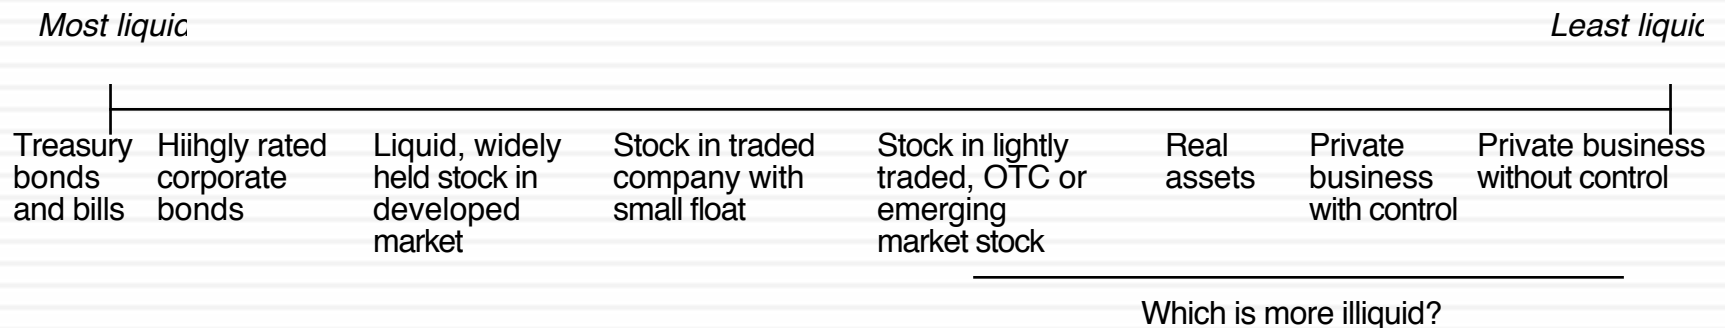 Most liquid
Least liquid
Treasury
bonds
and bills
Hiihgly rated
corporate
bonds
Liquid, widely
held stock in
developed
market
Stock in traded
company with
small float
Stock in lightly
traded, OTC or
emerging
market stock
Real
assets
Private
business
with control
Private business
without control
Which is more illiquid?